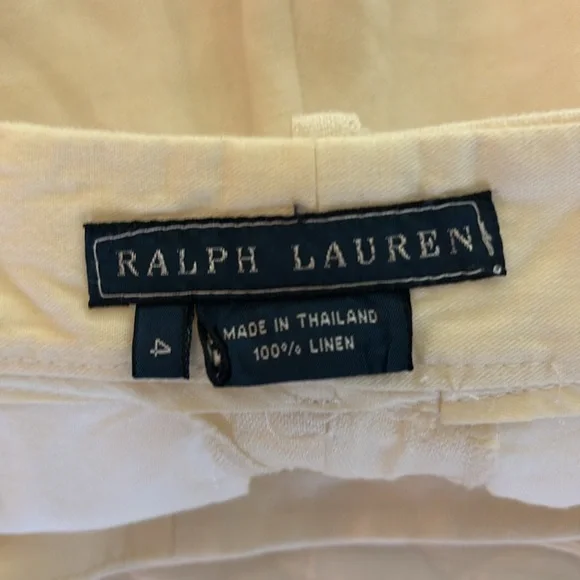 RALPH LAUREN
4
MADE IN THAILAND
100% LINEN